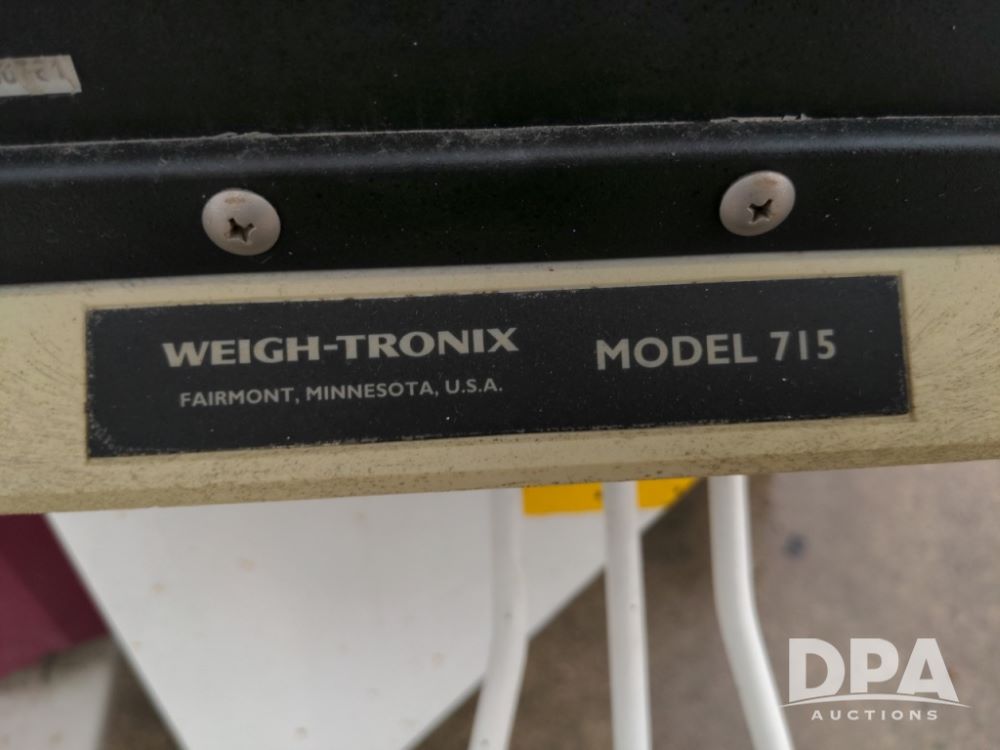 WEIGH-TRONIX
FAIRMONT, MINNESOTA, U.S.A.
MODEL 715
DPA
AUCTIONS